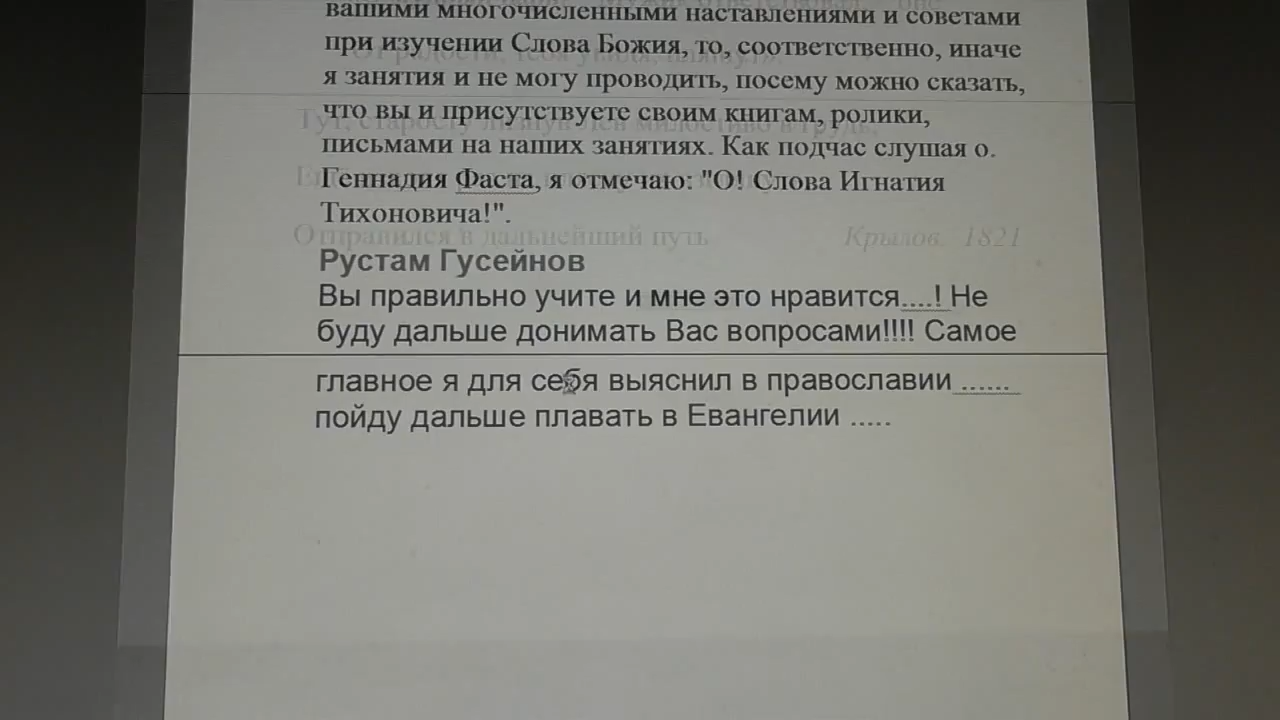 вашими многочисленными наставлениями и советами
при изучении Слова Божия, то, соответственно, иначе
я занятия и не могу проводить, посему можно сказать,
что вы и присутствуете своим книгам, ролики,
письмами на наших занятиях. Как подчас слушая о.
Геннадия Фаста, я отмечаю: "О! Слова Игнатия
Тихоновича!".
Отправился в дальнейший путь Крылов. 1821
Рустам Гусейнов
Вы правильно учите и мне это нравится....! Не
буду дальше донимать Вас вопросами!!!! Самое
главное я для себя выяснил в православии ......
пойду дальше плавать в Евангелии .....